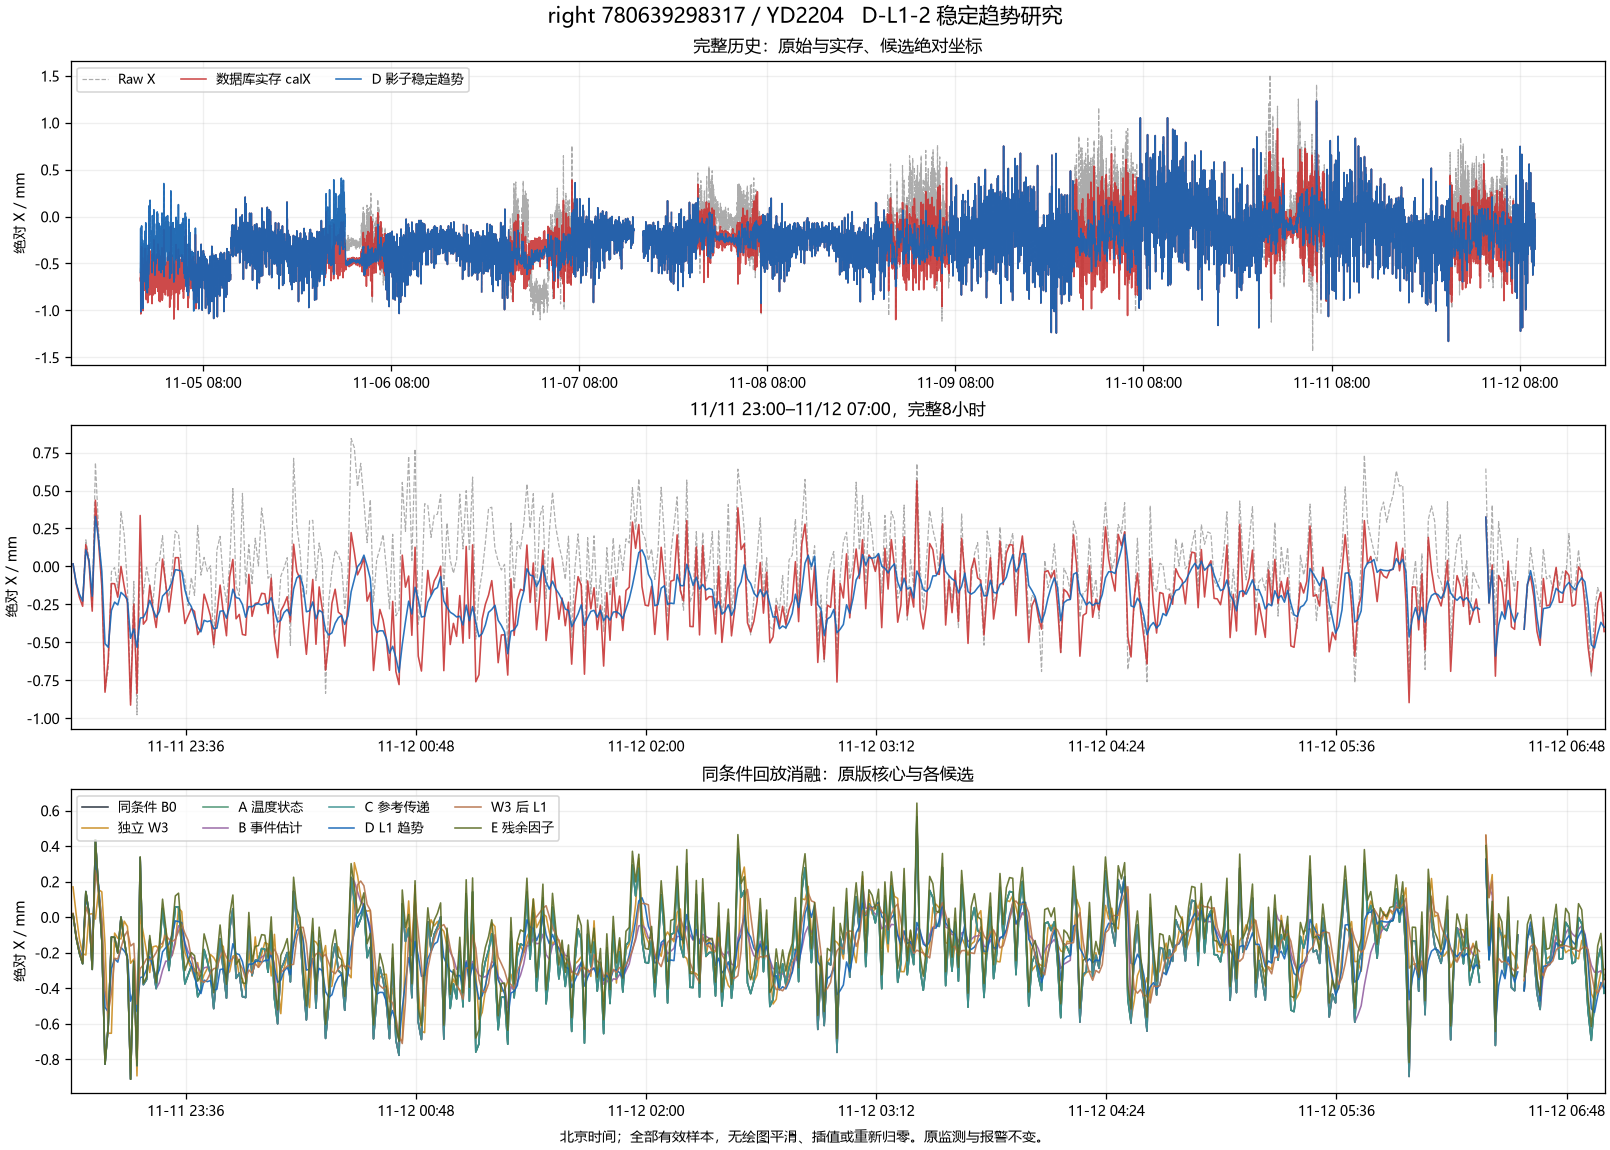 right 780639298317 / YD2204   D-L1-2 稳定趋势研究
完整历史：原始与实存、候选绝对坐标
Raw X
数据库实存 calX
D 影子稳定趋势
绝对 X / mm
1.5
1.0
0.5
0.0
-0.5
-1.0
-1.5
11-05 08:00
11-06 08:00
11-07 08:00
11-08 08:00
11-09 08:00
11-10 08:00
11-11 08:00
11-12 08:00
11/11 23:00–11/12 07:00，完整8小时
绝对 X / mm
0.75
0.50
0.25
0.00
-0.25
-0.50
-0.75
-1.00
11-11 23:36
11-12 00:48
11-12 02:00
11-12 03:12
11-12 04:24
11-12 05:36
11-12 06:48
同条件回放消融：原版核心与各候选
同条件 B0
A 温度状态
C 参考传递
W3 后 L1
独立 W3
B 事件估计
D L1 趋势
E 残余因子
绝对 X / mm
0.6
0.4
0.2
0.0
-0.2
-0.4
-0.6
-0.8
11-11 23:36
11-12 00:48
11-12 02:00
11-12 03:12
11-12 04:24
11-12 05:36
11-12 06:48
北京时间；全部有效样本，无绘图平滑、插值或重新归零。原监测与报警不变。